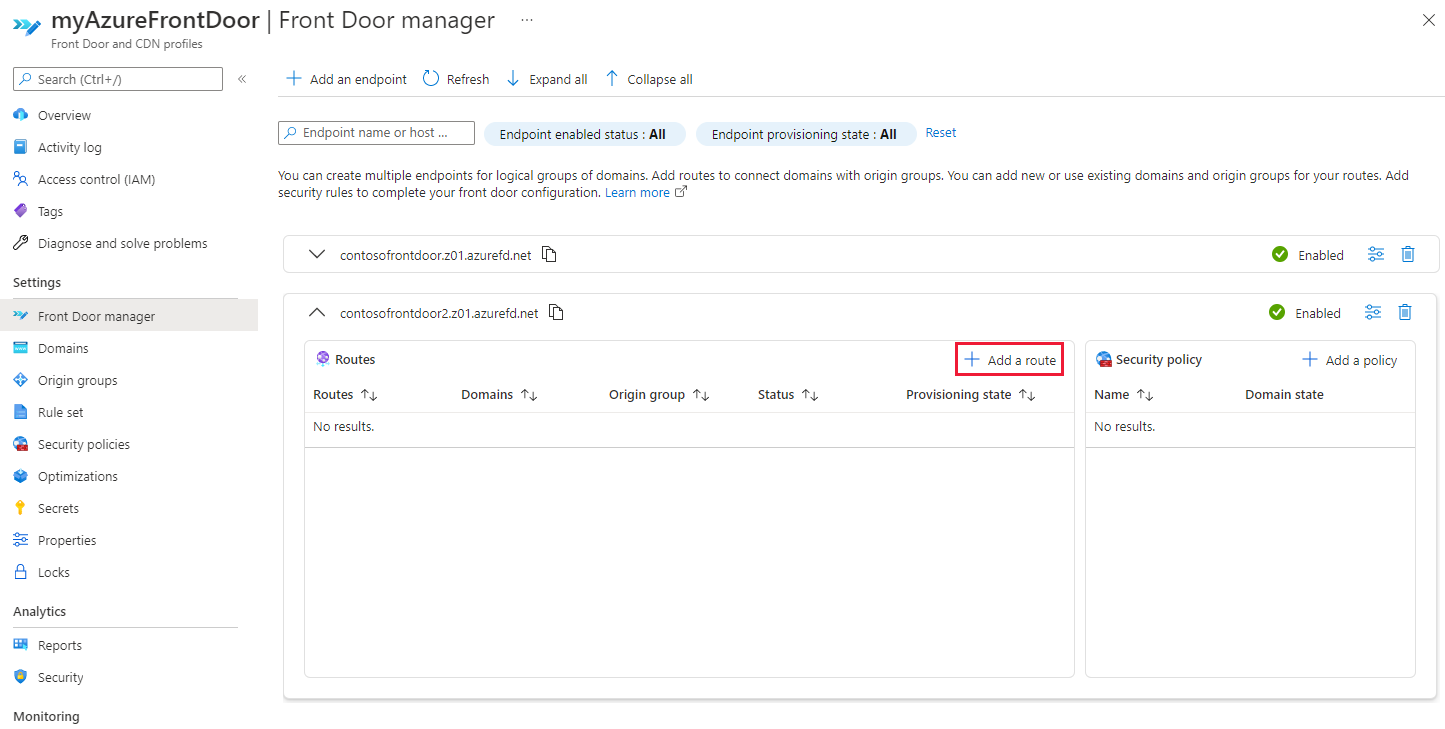 myAzureFrontDoor | Front Door manager ...
Front Door and CDN profiles
Search (Ctrl+/)
«
Overview
Activity log
Access control (IAM)
Tags
Diagnose and solve problems
Settings
Front Door manager
Domains
Origin groups
Rule set
Security policies
Optimizations
Secrets
Properties
Locks
Analytics
Reports
Security
Monitoring
Add an endpoint Refresh Expand all Collapse all
Endpoint name or host ... Endpoint enabled status : All Endpoint provisioning state : All Reset
You can create multiple endpoints for logical groups of domains. Add routes to connect domains with origin groups. You can add new or use existing domains and origin groups for your routes. Add
security rules to complete your front door configuration. Learn more
contosofrontdoor.z01.azurefd.net Enabled
contosofrontdoor2.z01.azurefd.net Enabled
Routes Add a route
Routes Domains Origin group Status Provisioning state
No results.
Security policy Add a policy
Name Domain state
No results.